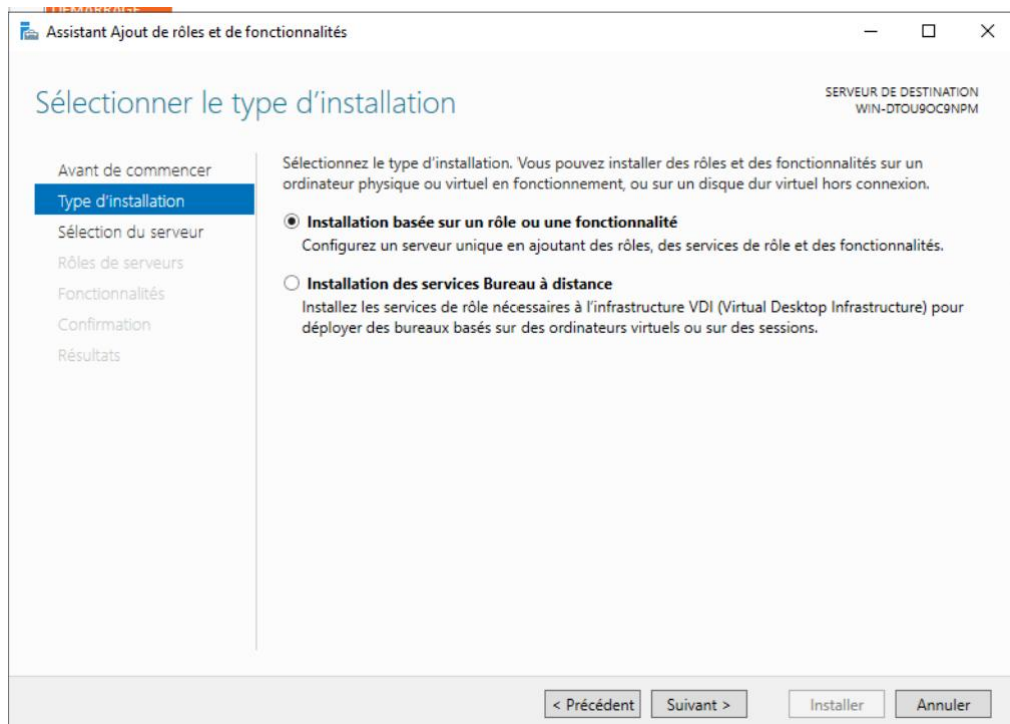 DÉMARRAGE
Assistant Ajout de rôles et de fonctionnalités
Sélectionner le type d’installation
SERVEUR DE DESTINATION
WIN-DTOU9OC9NPM
Avant de commencer
Type d’installation
Sélection du serveur
Rôles de serveurs
Fonctionnalités
Confirmation
Résultats
Sélectionnez le type d’installation. Vous pouvez installer des rôles et des fonctionnalités sur un
ordinateur physique ou virtuel en fonctionnement, ou sur un disque dur virtuel hors connexion.
Installation basée sur un rôle ou une fonctionnalité
Configurez un serveur unique en ajoutant des rôles, des services de rôle et des fonctionnalités.
Installation des services Bureau à distance
Installez les services de rôle nécessaires à l’infrastructure VDI (Virtual Desktop Infrastructure) pour
déployer des bureaux basés sur des ordinateurs virtuels ou sur des sessions.
< Précédent
Suivant >
Installer
Annuler